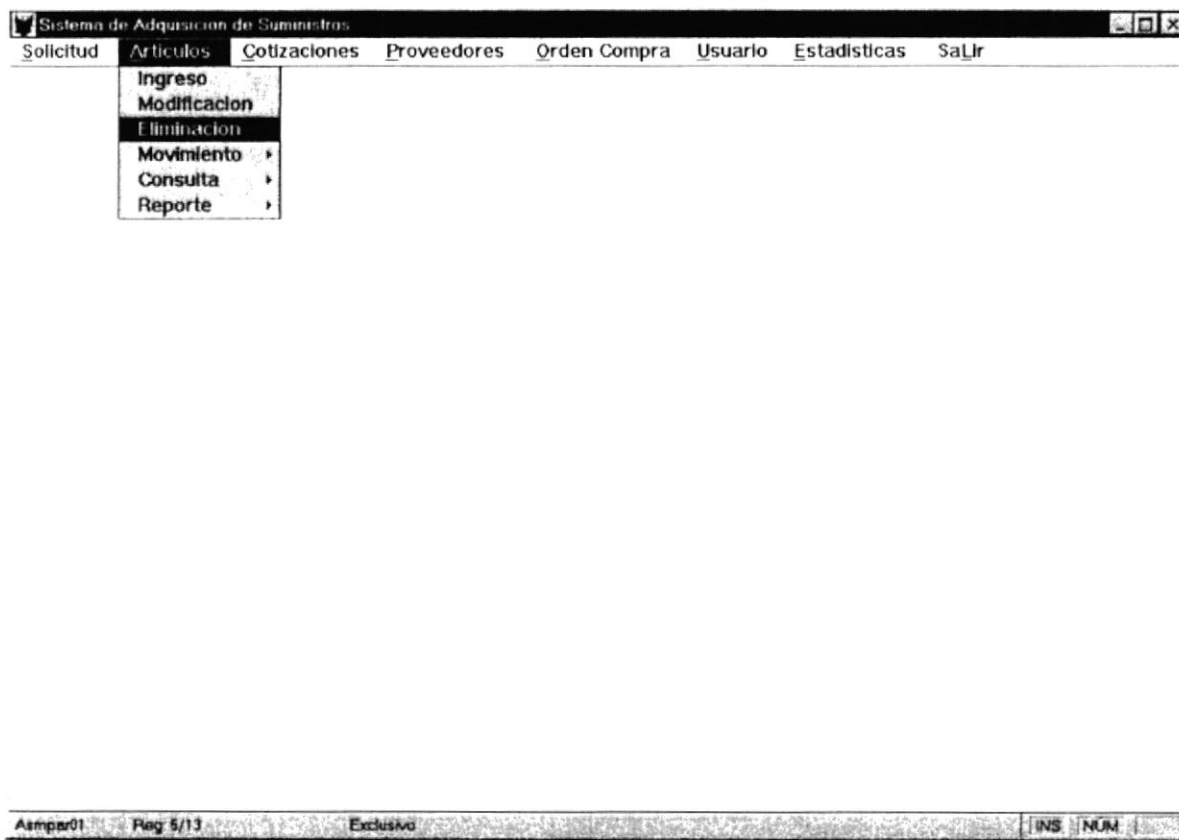 Sistema de Adquisicion de Suministros
Solicitud Articulos Cotizaciones Proveedores Orden Compra Usuario Estadisticas SaLir
Ingreso
Modificacion
Eliminacion
Movimiento
Consulta
Reporte
Asmpar01 Reg: 5/13 Exclusivo INS NUM